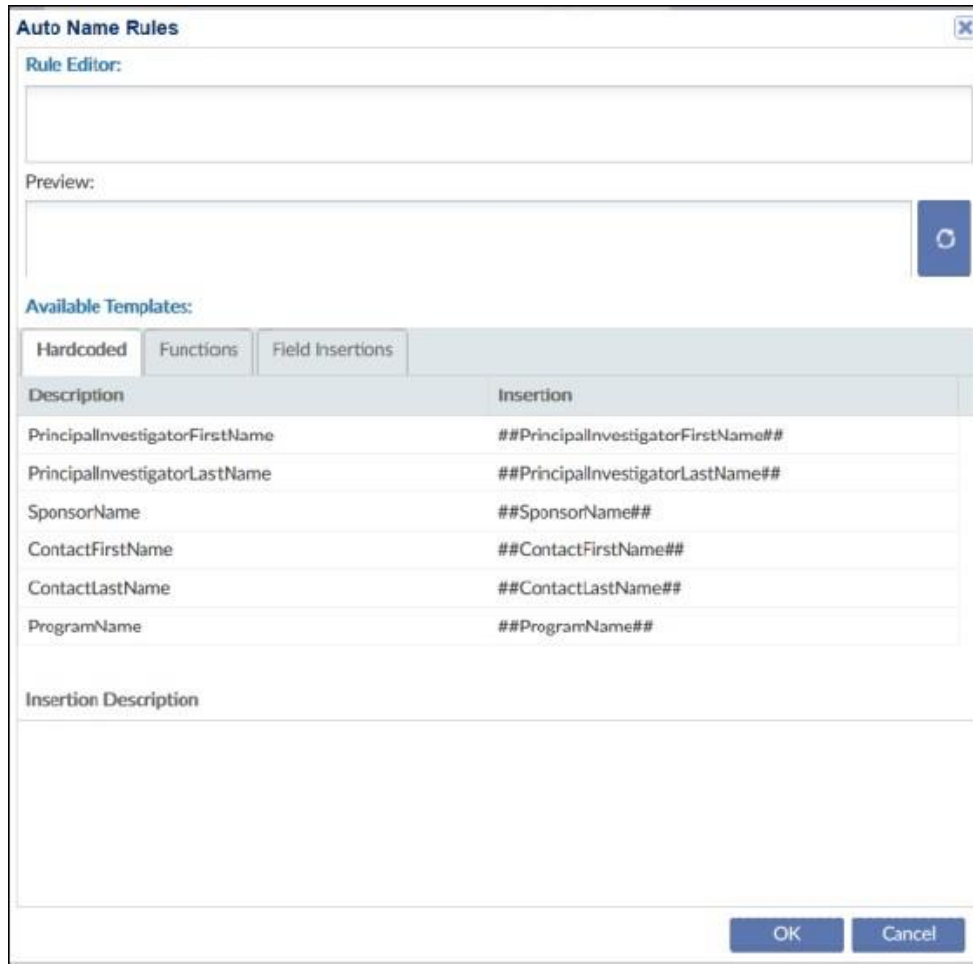 Auto Name Rules
Rule Editor:
Preview:
Available Templates:
Hardcoded Functions Field Insertions
Description Insertion
PrincipalInvestigatorFirstName ##PrincipalInvestigatorFirstName##
PrincipalInvestigatorLastName ##PrincipalInvestigatorLastName##
SponsorName ##SponsorName##
ContactFirstName ##ContactFirstName##
ContactLastName ##ContactLastName##
ProgramName ##ProgramName##
Insertion Description
OK Cancel